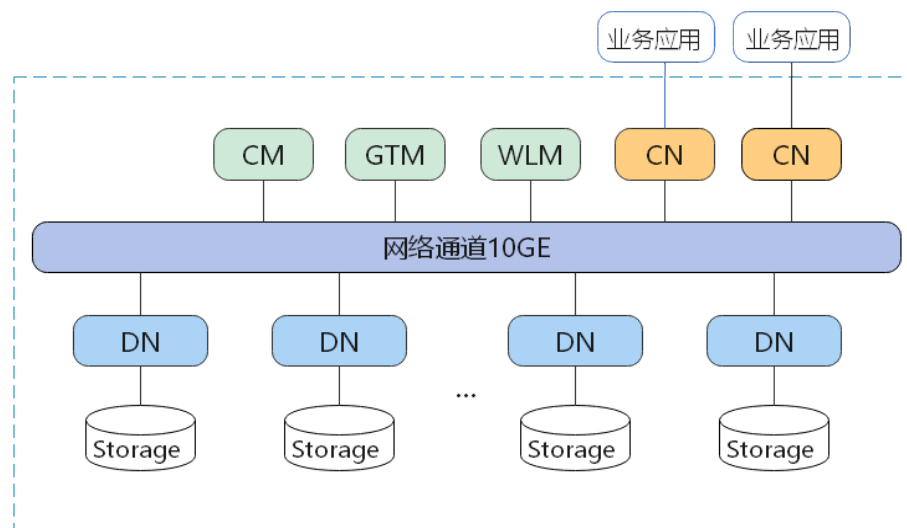 业务应用
业务应用
CM
GTM
WLM
CN
CN
网络通道10GE
DN
DN
DN
DN
...
Storage
Storage
Storage
Storage